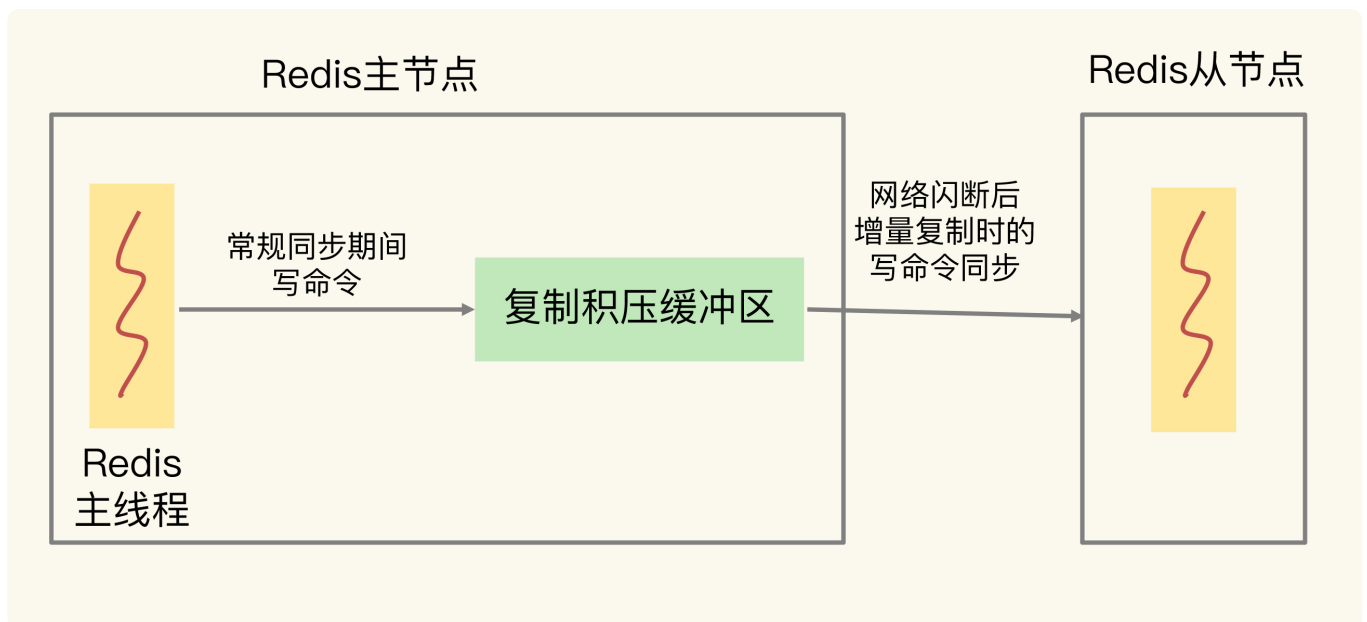 Redis主节点
Redis从节点
常规同步期间
写命令
复制积压缓冲区
网络闪断后
增量复制时的
写命令同步
Redis
主线程